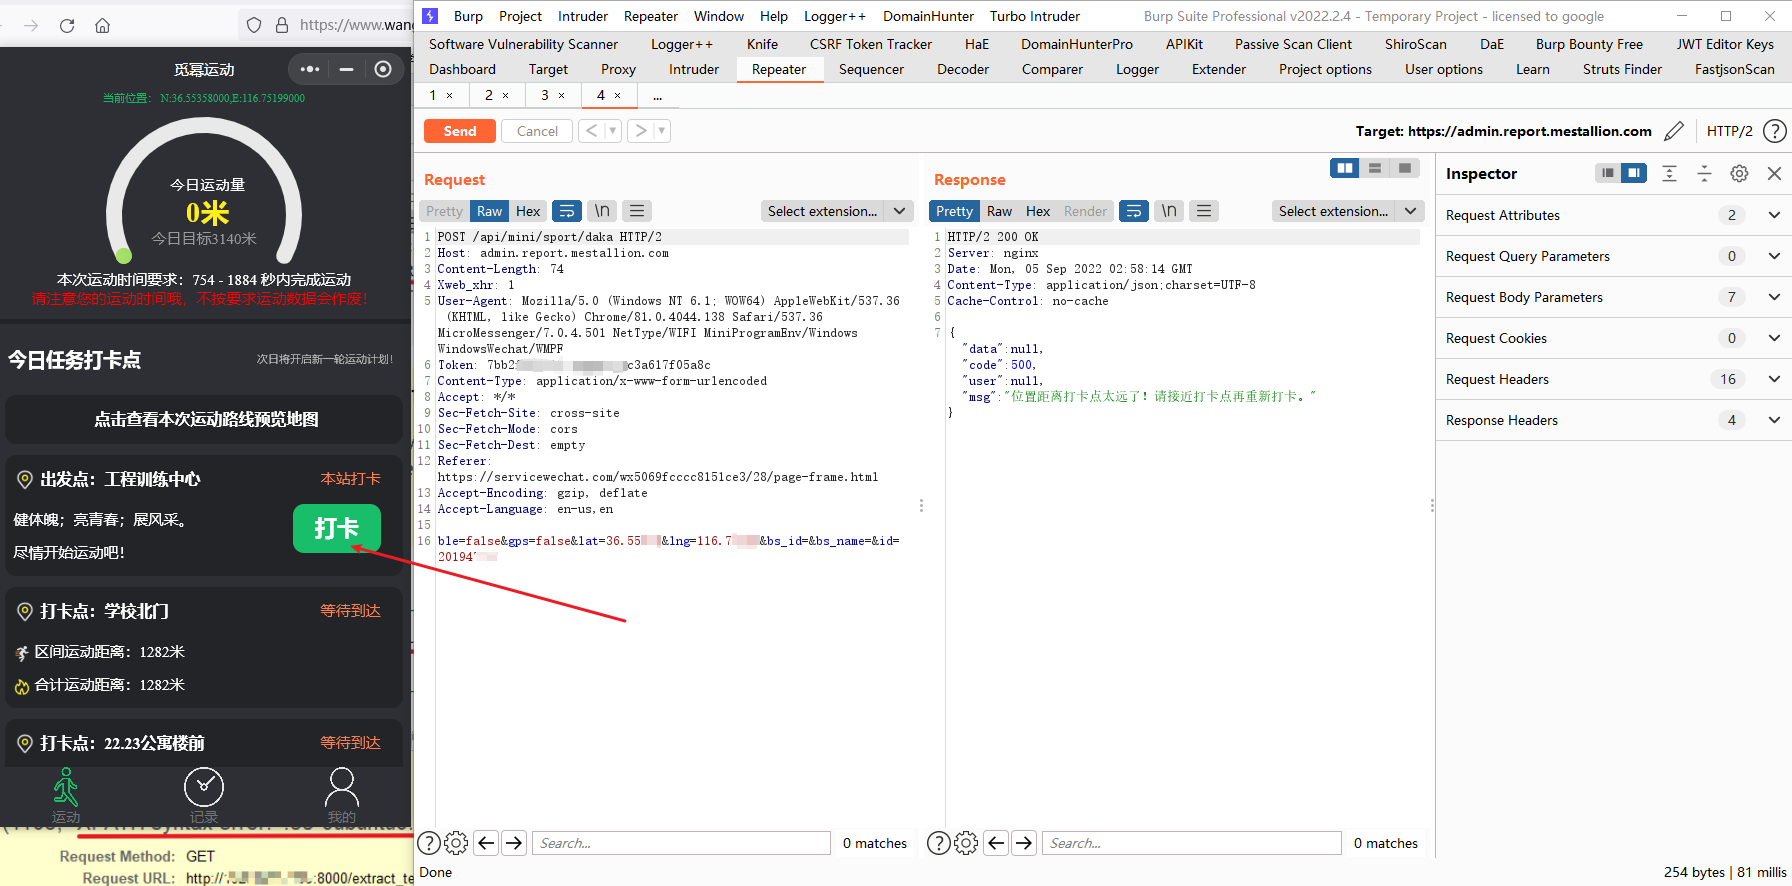 https://www.wan
觅幂运动
当前位置： N:36.55358000,E:116.75199000
今日运动量
0米
今日目标3140米
本次运动时间要求：754 - 1884 秒内完成运动
请注意您的运动时间哦，不按要求运动数据会作废！
今日任务打卡点
次日将开启新一轮运动计划！
点击查看本次运动路线预览地图
出发点：工程训练中心
本站打卡
健体魄；亮青春；展风采。
尽情开始运动吧！
打卡
打卡点：学校北门
等待到达
区间运动距离：1282米
合计运动距离：1282米
打卡点：22.23公寓楼前
等待到达
运动
记录
我的
Request Method: GET
Request URL: http://
:8000/extract_te
Burp Project Intruder Repeater Window Help Logger++ DomainHunter Turbo Intruder
Burp Suite Professional v2022.2.4 - Temporary Project - licensed to google
Software Vulnerability Scanner Logger++ Knife CSRF Token Tracker HaE DomainHunterPro APIKit Passive Scan Client ShiroScan DaE Burp Bounty Free JWT Editor Keys
Dashboard Target Proxy Intruder Repeater Sequencer Decoder Comparer Logger Extender Project options User options Learn Struts Finder FastjsonScan
1 × 2 × 3 × 4 × ...
Send Cancel < > 
Target: https://admin.report.mestallion.com
HTTP/2
Request
Pretty Raw Hex \n
Select extension...
1 POST /api/mini/sport/daka HTTP/2
2 Host: admin.report.mestallion.com
3 Content-Length: 74
4 Xweb_xhr: 1
5 User-Agent: Mozilla/5.0 (Windows NT 6.1; WOW64) AppleWebKit/537.36
(KHTML, like Gecko) Chrome/81.0.4044.138 Safari/537.36
MicroMessenger/7.0.4.501 NetType/WIFI MiniProgramEnv/Windows
WindowsWechat/WMPF
6 Token: 7bb2 c3a617f05a8c
7 Content-Type: application/x-www-form-urlencoded
8 Accept: */*
9 Sec-Fetch-Site: cross-site
10 Sec-Fetch-Mode: cors
11 Sec-Fetch-Dest: empty
12 Referer:
https://servicewechat.com/wx5069fcccc8151ce3/28/page-frame.html
13 Accept-Encoding: gzip, deflate
14 Accept-Language: en-us,en
15
16 ble=false&gps=false&lat=36.55 &lng=116.7 &bs_id=&bs_name=&id=
20194
Search...
0 matches
Response
Pretty Raw Hex Render \n
Select extension...
1 HTTP/2 200 OK
2 Server: nginx
3 Date: Mon, 05 Sep 2022 02:58:14 GMT
4 Content-Type: application/json;charset=UTF-8
5 Cache-Control: no-cache
6
7 {
"data":null,
"code":500,
"user":null,
"msg":"位置距离打卡点太远了！请接近打卡点再重新打卡。"
}
Search...
0 matches
Inspector
Request Attributes 2
Request Query Parameters 0
Request Body Parameters 7
Request Cookies 0
Request Headers 16
Response Headers 4
Done
254 bytes | 81 millis